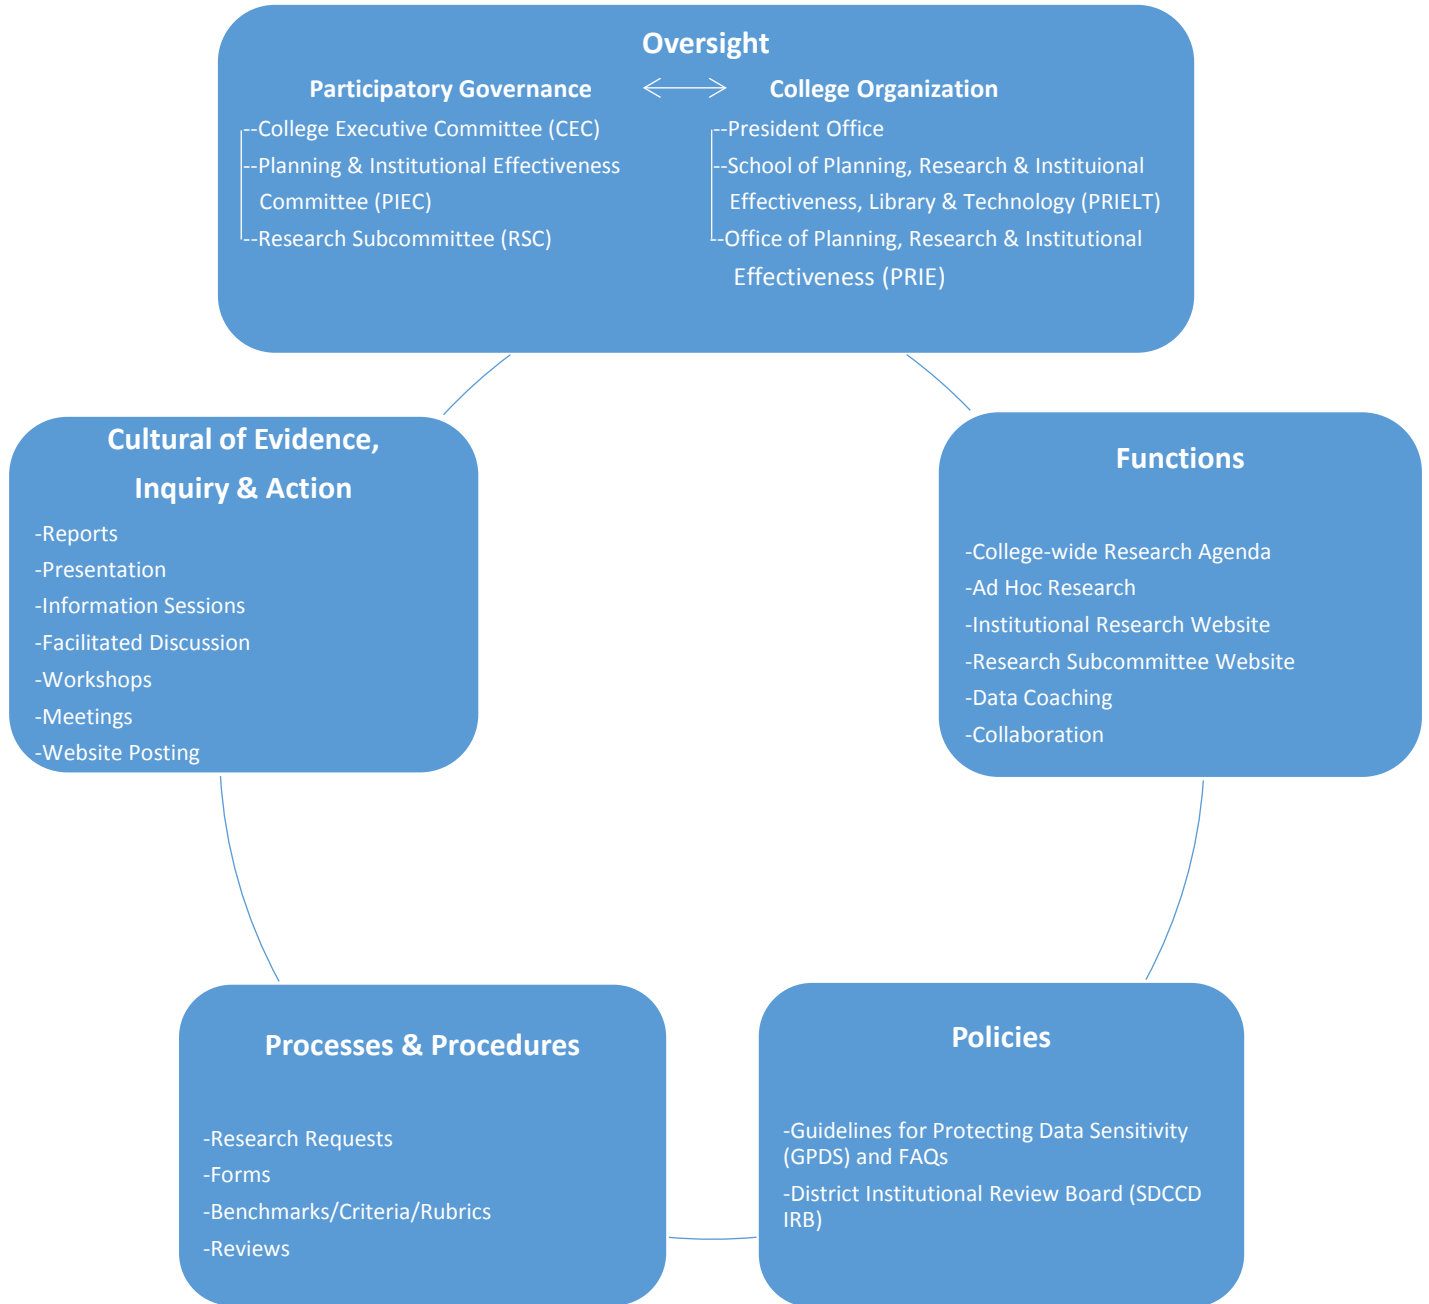 Oversight
Participatory Governance
--College Executive Committee (CEC)
--Planning & Institutional Effectiveness
Committee (PIEC)
--Research Subcommittee (RSC)
College Organization
--President Office
--School of Planning, Research & Instituional
Effectiveness, Library & Technology (PRIELT)
--Office of Planning, Research & Institutional
Effectiveness (PRIE)
Cultural of Evidence,
Inquiry & Action
-Reports
-Presentation
-Information Sessions
-Facilitated Discussion
-Workshops
-Meetings
-Website Posting
Functions
-College-wide Research Agenda
-Ad Hoc Research
-Institutional Research Website
-Research Subcommittee Website
-Data Coaching
-Collaboration
Processes & Procedures
-Research Requests
-Forms
-Benchmarks/Criteria/Rubrics
-Reviews
Policies
-Guidelines for Protecting Data Sensitivity
(GPDS) and FAQs
-District Institutional Review Board (SDCCD
IRB)